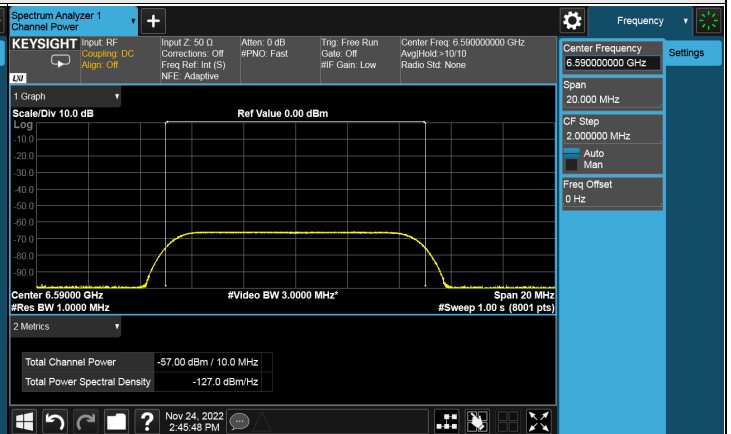 Spectrum Analyzer 1
Channel Power
Frequency
KEYSIGHT
Input: RF
Coupling: DC
Align: Off
Input Z: 50 Ω
Corrections: Off
Freq Ref: Int (S)
NFE: Adaptive
Atten: 0 dB
#PNO: Fast
Trig: Free Run
Gate: Off
#IF Gain: Low
Center Freq: 6.590000000 GHz
Avg|Hold:>10/10
Radio Std: None
LXI
Center Frequency
6.590000000 GHz
Settings
Span
20.000 MHz
CF Step
2.000000 MHz
Auto
Man
Freq Offset
0 Hz
1 Graph
Scale/Div 10.0 dB
Ref Value 0.00 dBm
Log
-10.0
-20.0
-30.0
-40.0
-50.0
-60.0
-70.0
-80.0
-90.0
Center 6.59000 GHz
#Video BW 3.0000 MHz*
Span 20 MHz
#Res BW 1.0000 MHz
#Sweep 1.00 s (8001 pts)
2 Metrics
Total Channel Power -57.00 dBm / 10.0 MHz
Total Power Spectral Density -127.0 dBm/Hz
?
Nov 24, 2022
2:45:48 PM